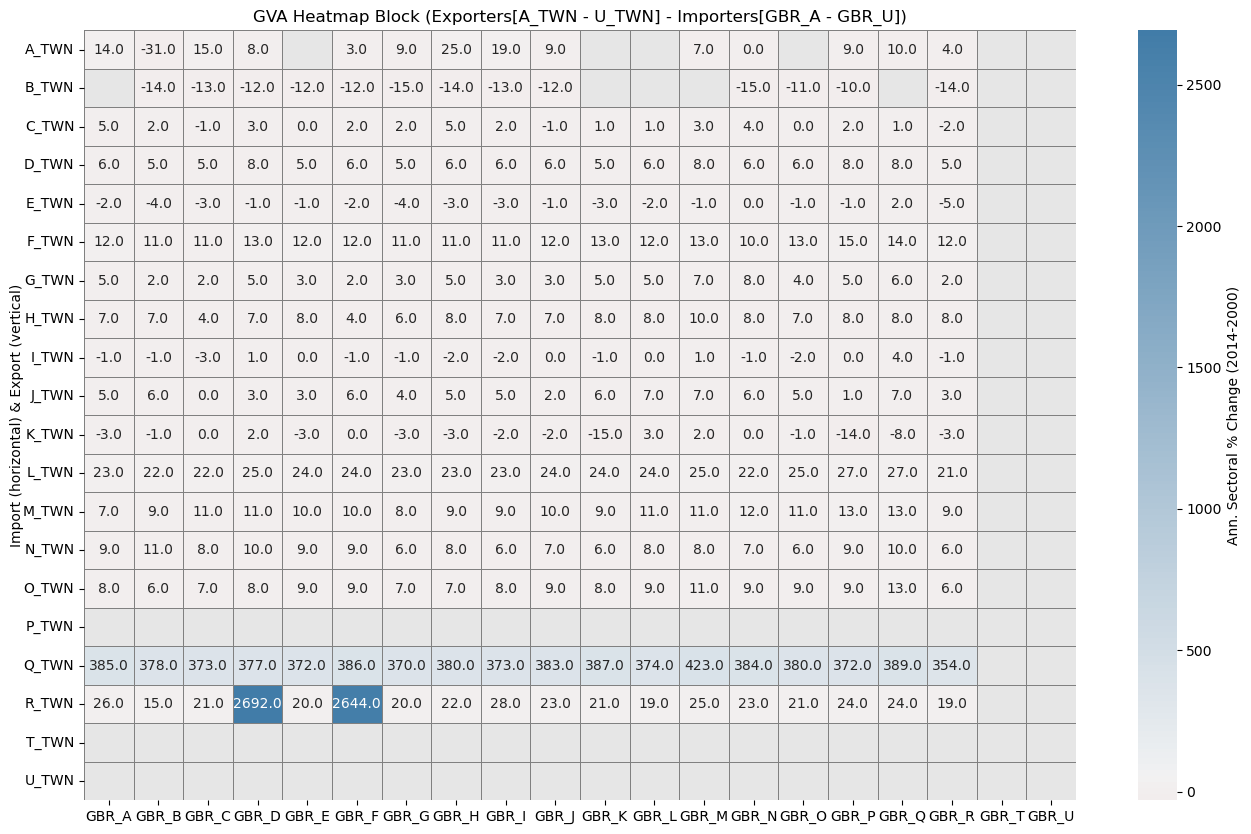 GVA Heatmap Block (Exporters[A_TWN - U_TWN] - Importers[GBR_A - GBR_U])
Import (horizontal) & Export (vertical)
A_TWN 14.0 -31.0 15.0 8.0 3.0 9.0 25.0 19.0 9.0 7.0 0.0 9.0 10.0 4.0
B_TWN -14.0 -13.0 -12.0 -12.0 -12.0 -15.0 -14.0 -13.0 -12.0 -15.0 -11.0 -10.0 -14.0
C_TWN 5.0 2.0 -1.0 3.0 0.0 2.0 2.0 5.0 2.0 -1.0 1.0 1.0 3.0 4.0 0.0 2.0 1.0 -2.0
D_TWN 6.0 5.0 5.0 8.0 5.0 6.0 5.0 6.0 6.0 6.0 5.0 6.0 8.0 6.0 6.0 8.0 8.0 5.0
E_TWN -2.0 -4.0 -3.0 -1.0 -1.0 -2.0 -4.0 -3.0 -3.0 -1.0 -3.0 -2.0 -1.0 0.0 -1.0 -1.0 2.0 -5.0
F_TWN 12.0 11.0 11.0 13.0 12.0 12.0 11.0 11.0 11.0 12.0 13.0 12.0 13.0 10.0 13.0 15.0 14.0 12.0
G_TWN 5.0 2.0 2.0 5.0 3.0 2.0 3.0 5.0 3.0 3.0 5.0 5.0 7.0 8.0 4.0 5.0 6.0 2.0
H_TWN 7.0 7.0 4.0 7.0 8.0 4.0 6.0 8.0 7.0 7.0 8.0 8.0 10.0 8.0 7.0 8.0 8.0 8.0
I_TWN -1.0 -1.0 -3.0 1.0 0.0 -1.0 -1.0 -2.0 -2.0 0.0 -1.0 0.0 1.0 -1.0 -2.0 0.0 4.0 -1.0
J_TWN 5.0 6.0 0.0 3.0 3.0 6.0 4.0 5.0 5.0 2.0 6.0 7.0 7.0 6.0 5.0 1.0 7.0 3.0
K_TWN -3.0 -1.0 0.0 2.0 -3.0 0.0 -3.0 -3.0 -2.0 -2.0 -15.0 3.0 2.0 0.0 -1.0 -14.0 -8.0 -3.0
L_TWN 23.0 22.0 22.0 25.0 24.0 24.0 23.0 23.0 23.0 24.0 24.0 24.0 25.0 22.0 25.0 27.0 27.0 21.0
M_TWN 7.0 9.0 11.0 11.0 10.0 10.0 8.0 9.0 9.0 10.0 9.0 11.0 11.0 12.0 11.0 13.0 13.0 9.0
N_TWN 9.0 11.0 8.0 10.0 9.0 9.0 6.0 8.0 6.0 7.0 6.0 8.0 8.0 7.0 6.0 9.0 10.0 6.0
O_TWN 8.0 6.0 7.0 8.0 9.0 9.0 7.0 7.0 8.0 9.0 8.0 9.0 11.0 9.0 9.0 9.0 13.0 6.0
P_TWN
Q_TWN 385.0 378.0 373.0 377.0 372.0 386.0 370.0 380.0 373.0 383.0 387.0 374.0 423.0 384.0 380.0 372.0 389.0 354.0
R_TWN 26.0 15.0 21.0 2692.0 20.0 2644.0 20.0 22.0 28.0 23.0 21.0 19.0 25.0 23.0 21.0 24.0 24.0 19.0
T_TWN
U_TWN
GBR_A GBR_B GBR_C GBR_D GBR_E GBR_F GBR_G GBR_H GBR_I GBR_J GBR_K GBR_L GBR_M GBR_N GBR_O GBR_P GBR_Q GBR_R GBR_T GBR_U
2500
2000
1500
1000
500
0
Ann. Sectoral % Change (2014-2000)